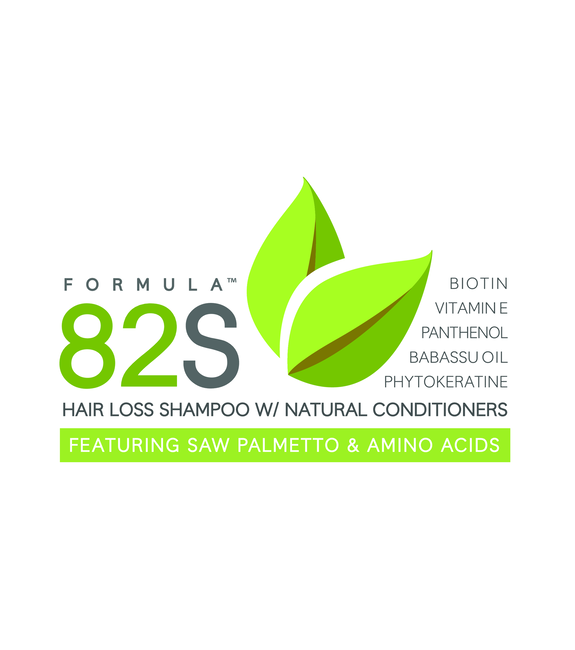 FORMULA™
82S
BIOTIN
VITAMIN E
PANTHENOL
BABASSU OIL
PHYTOKERATINE
HAIR LOSS SHAMPOO W/ NATURAL CONDITIONERS
FEATURING SAW PALMETTO & AMINO ACIDS